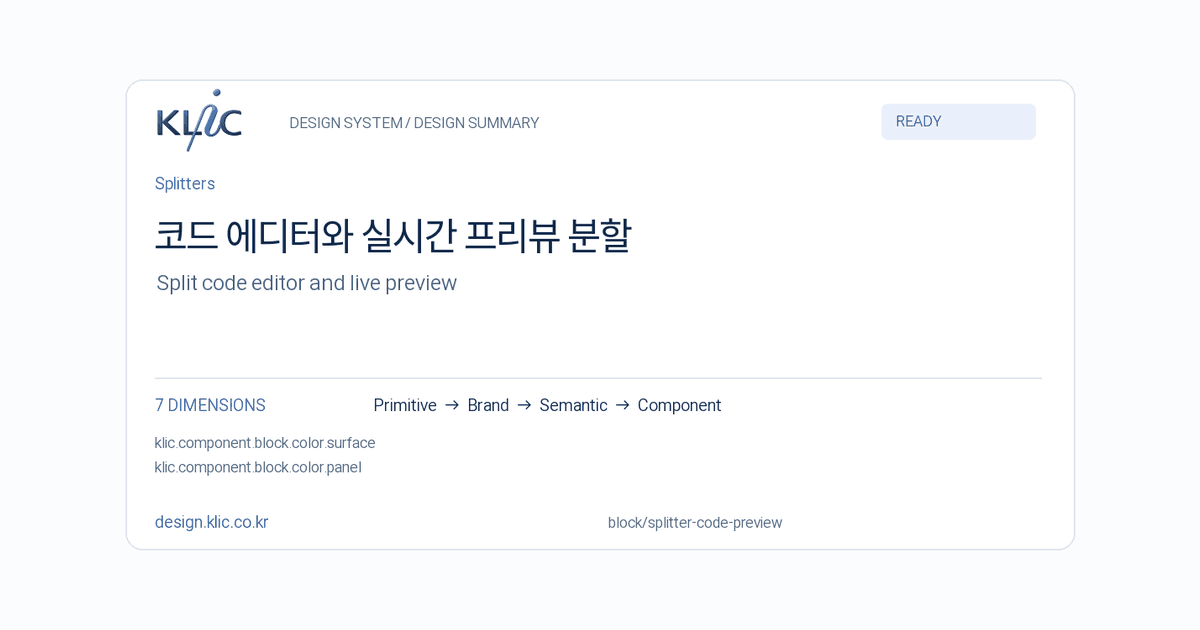 KLiC
DESIGN SYSTEM / DESIGN SUMMARY
READY
Splitters
코드 에디터와 실시간 프리뷰 분할
Split code editor and live preview
7 DIMENSIONS
Primitive → Brand → Semantic → Component
klic.component.block.color.surface
klic.component.block.color.panel
design.klic.co.kr
block/splitter-code-preview